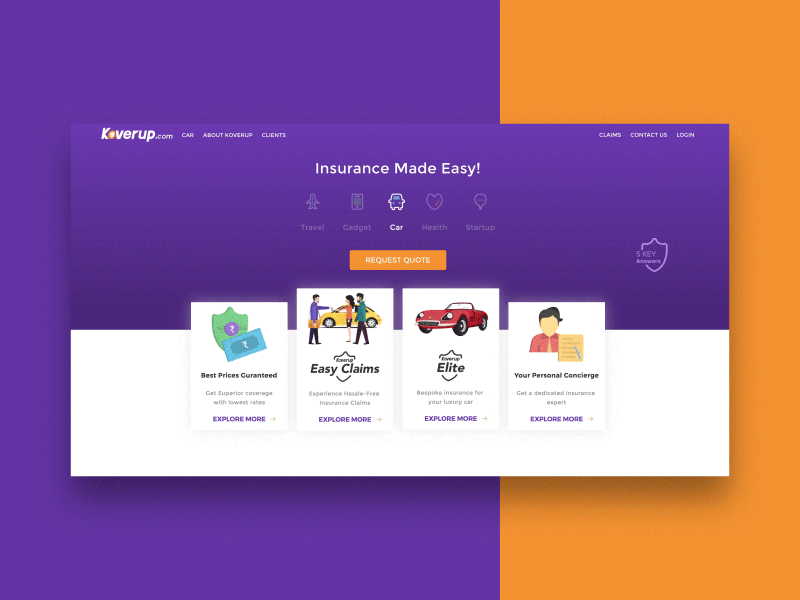 Koverup.com CAR ABOUT KOVERUP CLIENTS CLAIMS CONTACT US LOGIN
Insurance Made Easy!
Travel Gadget Car Health Startup
REQUEST QUOTE
5 KEY
Answers
₹
₹
Best Prices Guranteed
Get Superior coverage
with lowest rates
EXPLORE MORE →
Koverup
Easy Claims
Experience Hassle-Free
Insurance Claims
EXPLORE MORE →
Koverup
Elite
Bespoke insurance for
your luxury car
EXPLORE MORE →
Your Personal Concierge
Get a dedicated insurance
expert
EXPLORE MORE →